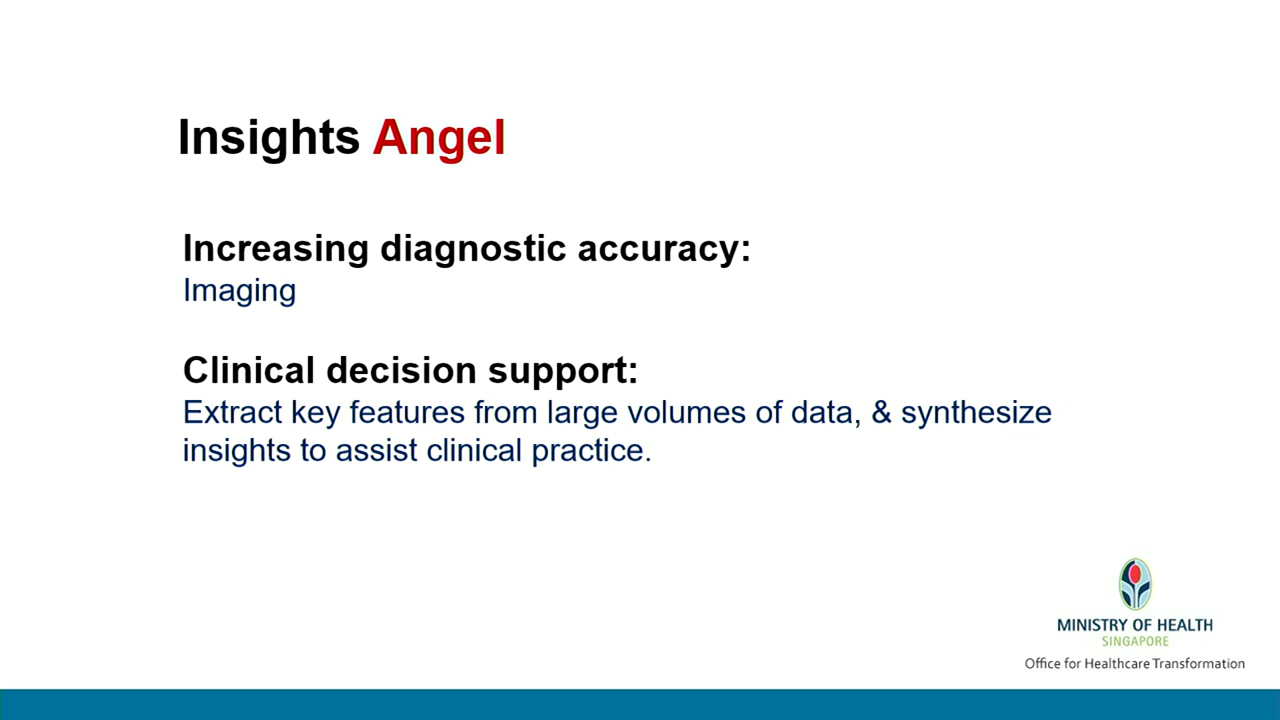 Insights Angel
Increasing diagnostic accuracy:
Imaging
Clinical decision support:
Extract key features from large volumes of data, & synthesize
insights to assist clinical practice.
MINISTRY OF HEALTH
SINGAPORE
Office for Healthcare Transformation